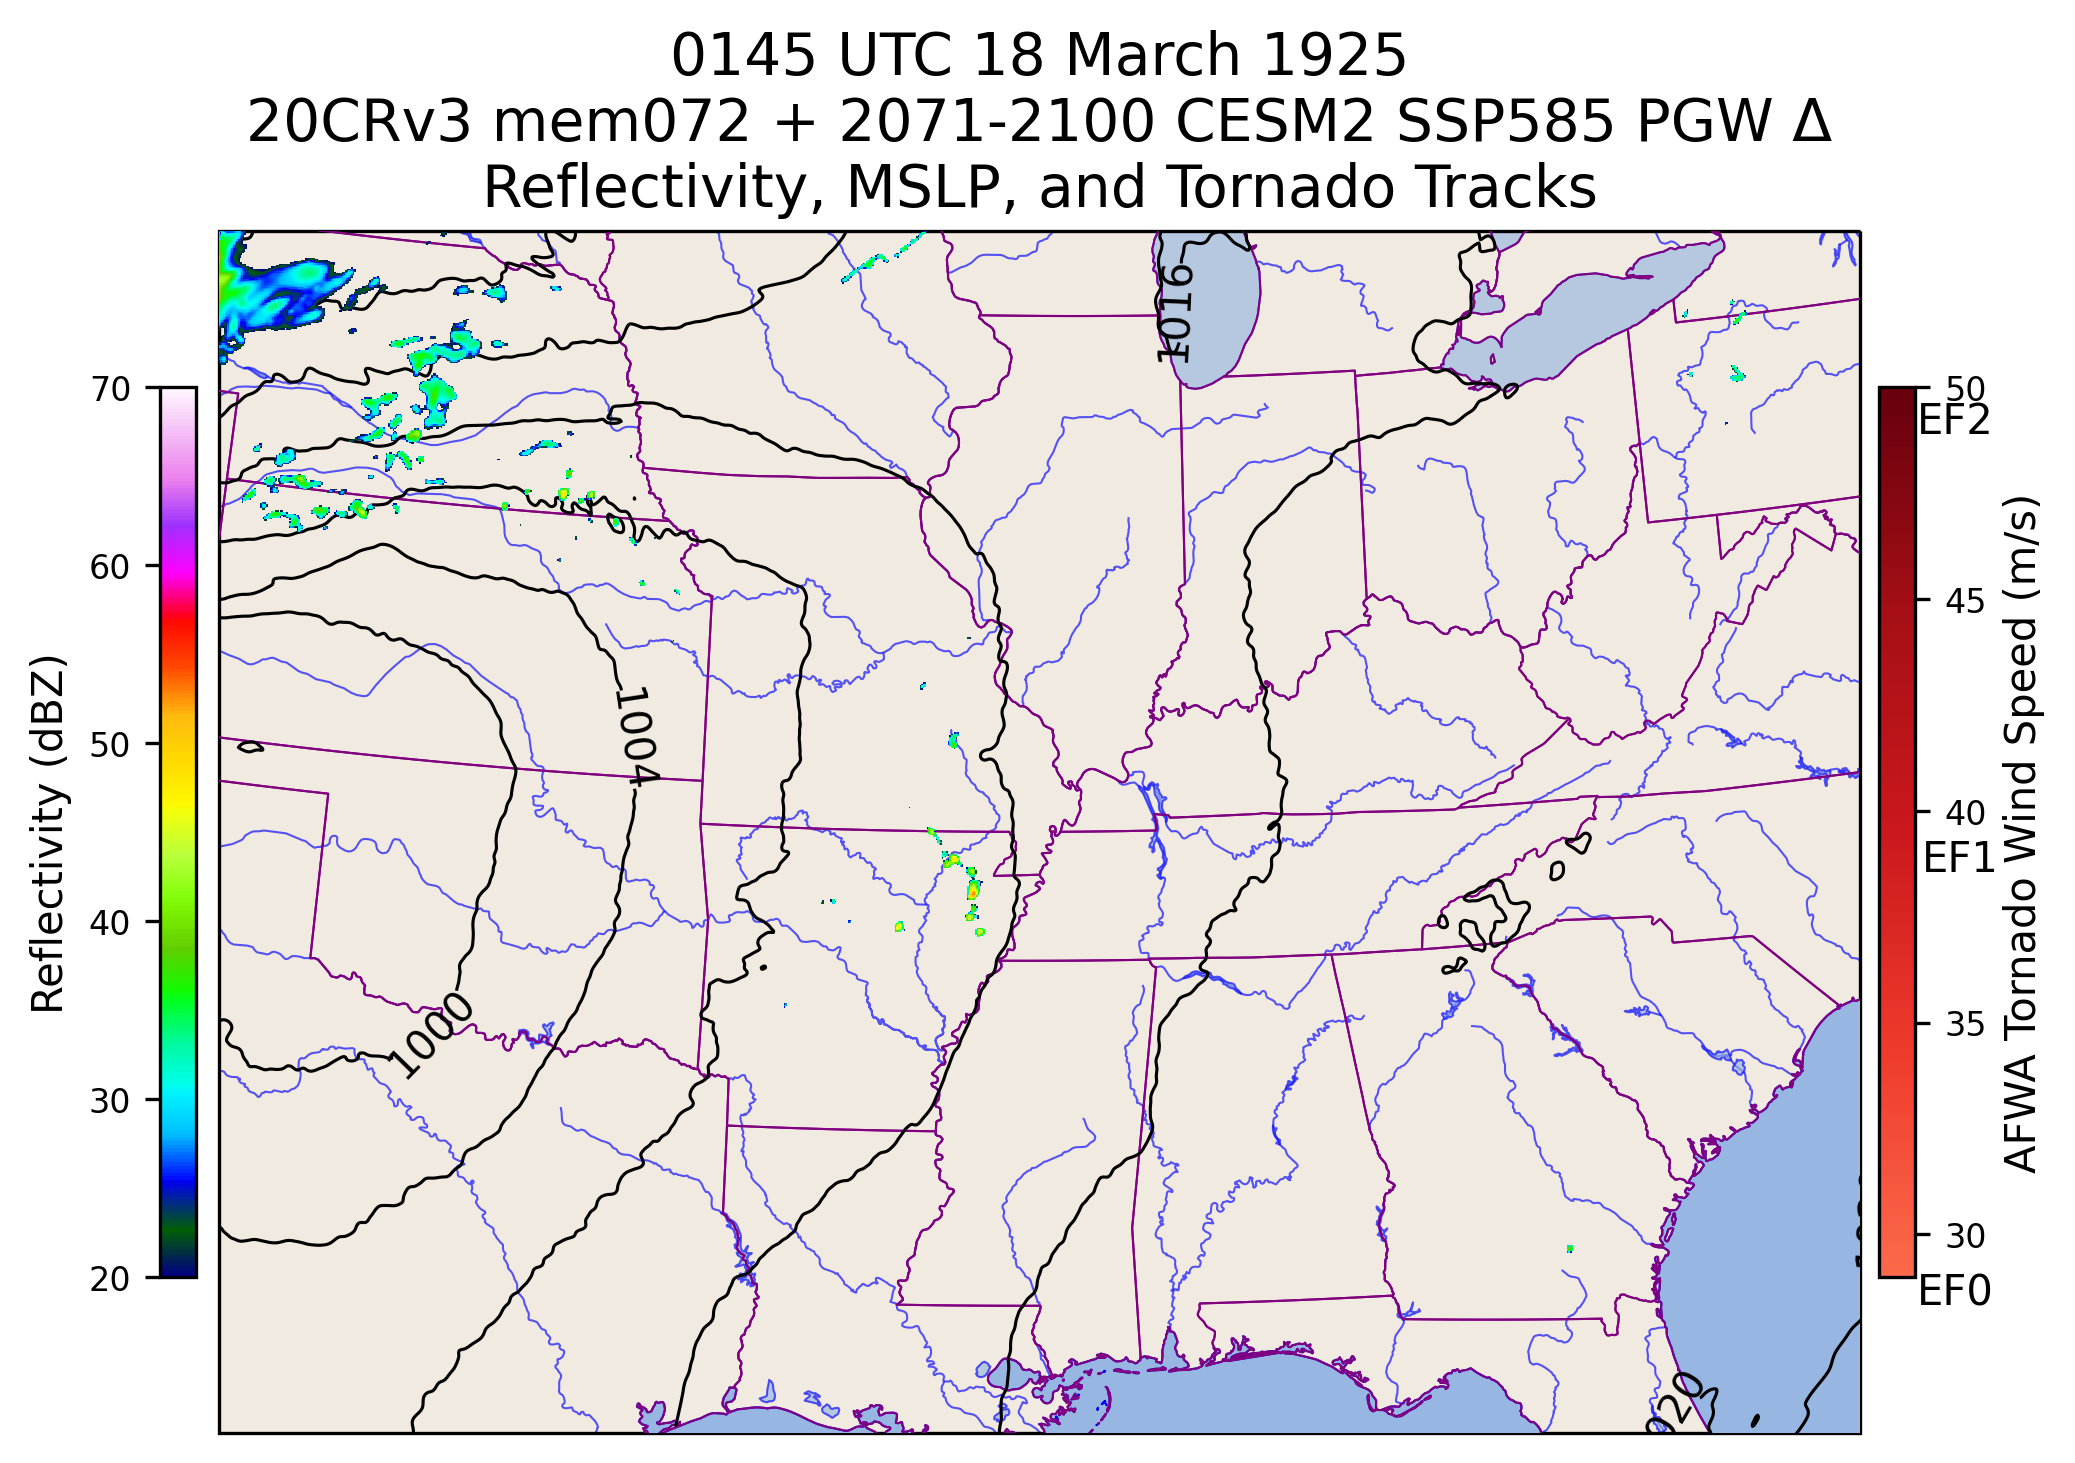 0145 UTC 18 March 1925
20CRv3 mem072 + 2071-2100 CESM2 SSP585 PGW Δ
Reflectivity, MSLP, and Tornado Tracks
1016
1004
1000
020
70
60
50
40
30
20
Reflectivity (dBZ)
50
EF2
45
40
EF1
35
30
EF0
AFWA Tornado Wind Speed (m/s)